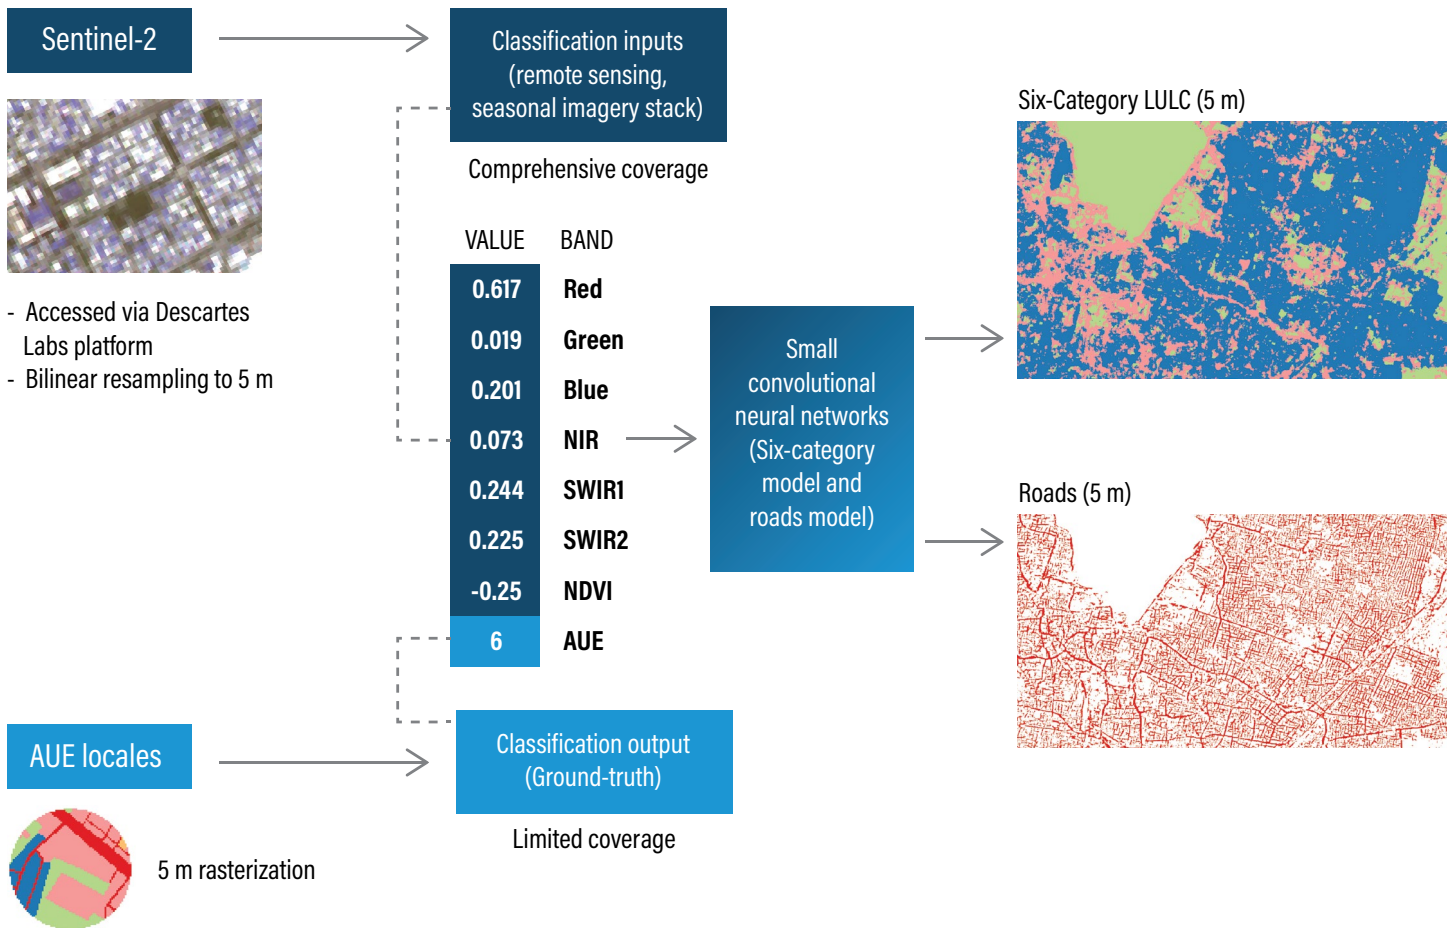 Sentinel-2
- Accessed via Descartes
Labs platform
- Bilinear resampling to 5 m
Classification inputs
(remote sensing,
seasonal imagery stack)
Comprehensive coverage
VALUE BAND
0.617 Red
0.019 Green
0.201 Blue
0.073 NIR
0.244 SWIR1
0.225 SWIR2
-0.25 NDVI
6 AUE
AUE locales
5 m rasterization
Classification output
(Ground-truth)
Limited coverage
Small
convolutional
neural networks
(Six-category
model and
roads model)
Six-Category LULC (5 m)
Roads (5 m)